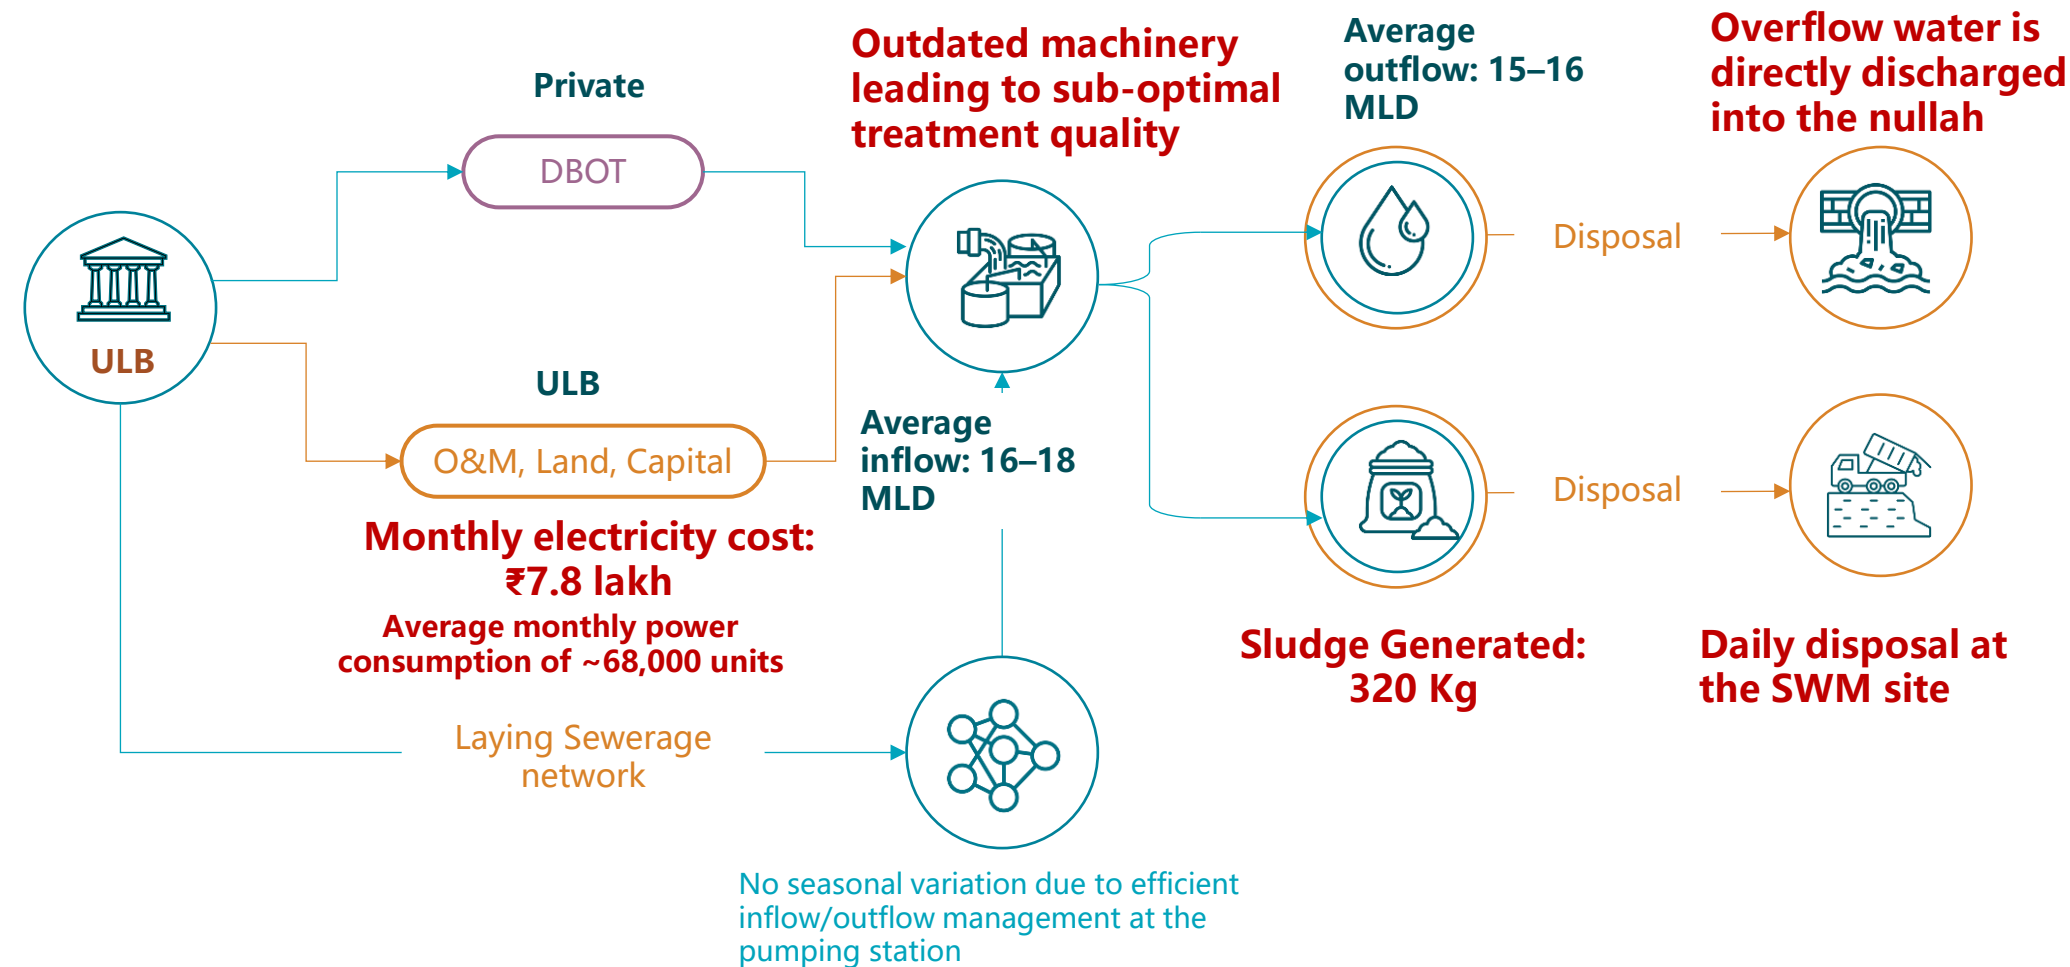 Private
DBOT
ULB
ULB
O&M, Land, Capital
Monthly electricity cost:
₹7.8 lakh
Average monthly power
consumption of ~68,000 units
Laying Sewerage
network
Outdated machinery
leading to sub-optimal
treatment quality
Average
inflow: 16–18
MLD
No seasonal variation due to efficient
inflow/outflow management at the
pumping station
Average
outflow: 15–16
MLD
Disposal
Overflow water is
directly discharged
into the nullah
Disposal
Sludge Generated:
320 Kg
Daily disposal at
the SWM site